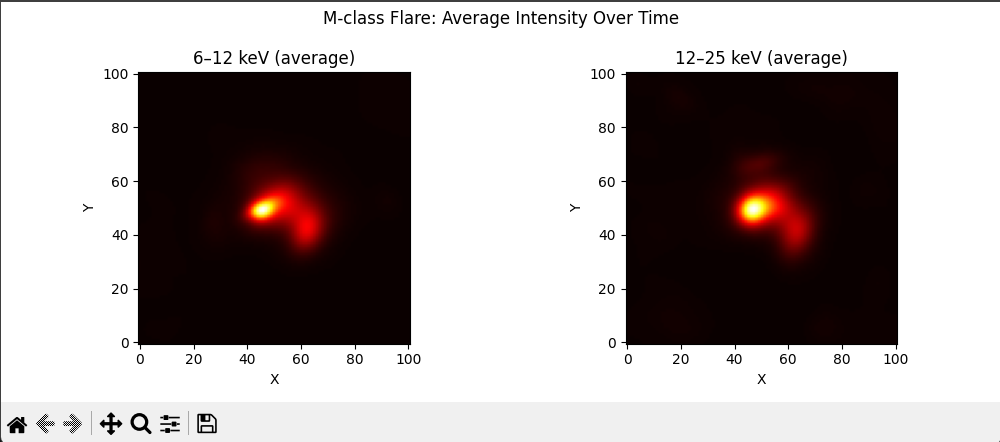 M-class Flare: Average Intensity Over Time
6–12 keV (average)
12–25 keV (average)
100
80
60
40
20
0
Y
0 20 40 60 80 100
X
100
80
60
40
20
0
Y
0 20 40 60 80 100
X